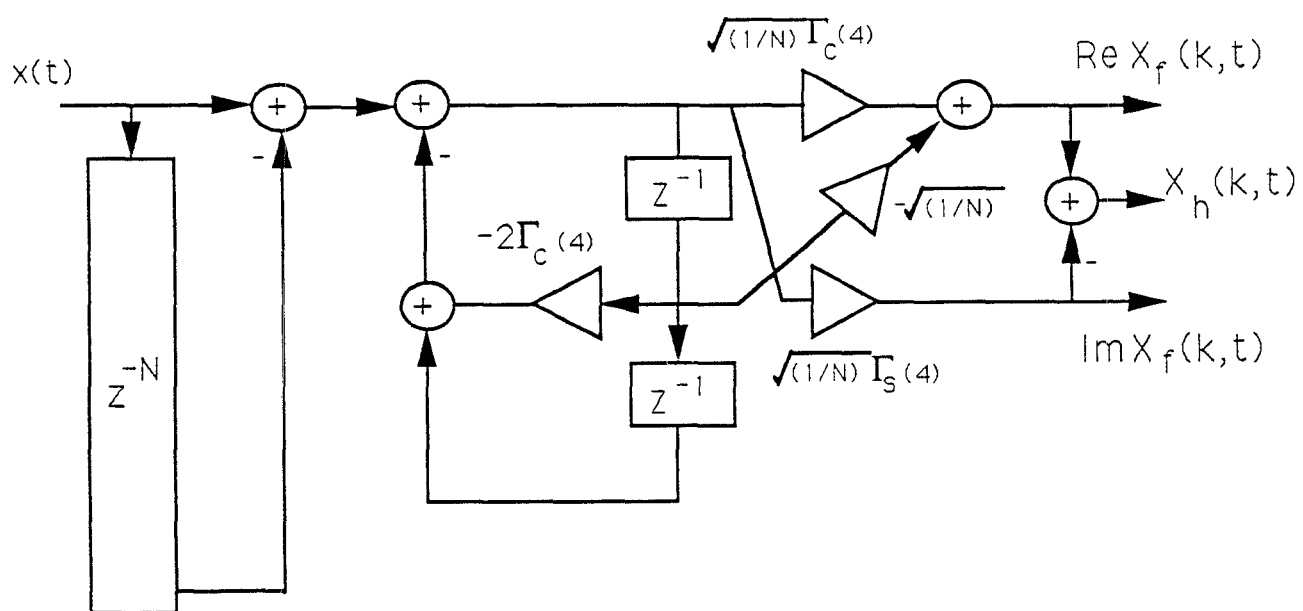 √(1/N) Γc(4)
Re Xf(k,t)
x(t)
+
+
+
-
-
Z⁻¹
-√(1/N)
+
Xh(k,t)
-2Γc(4)
-
+
Z⁻ᴺ
Z⁻¹
√(1/N) Γs(4)
Im Xf(k,t)